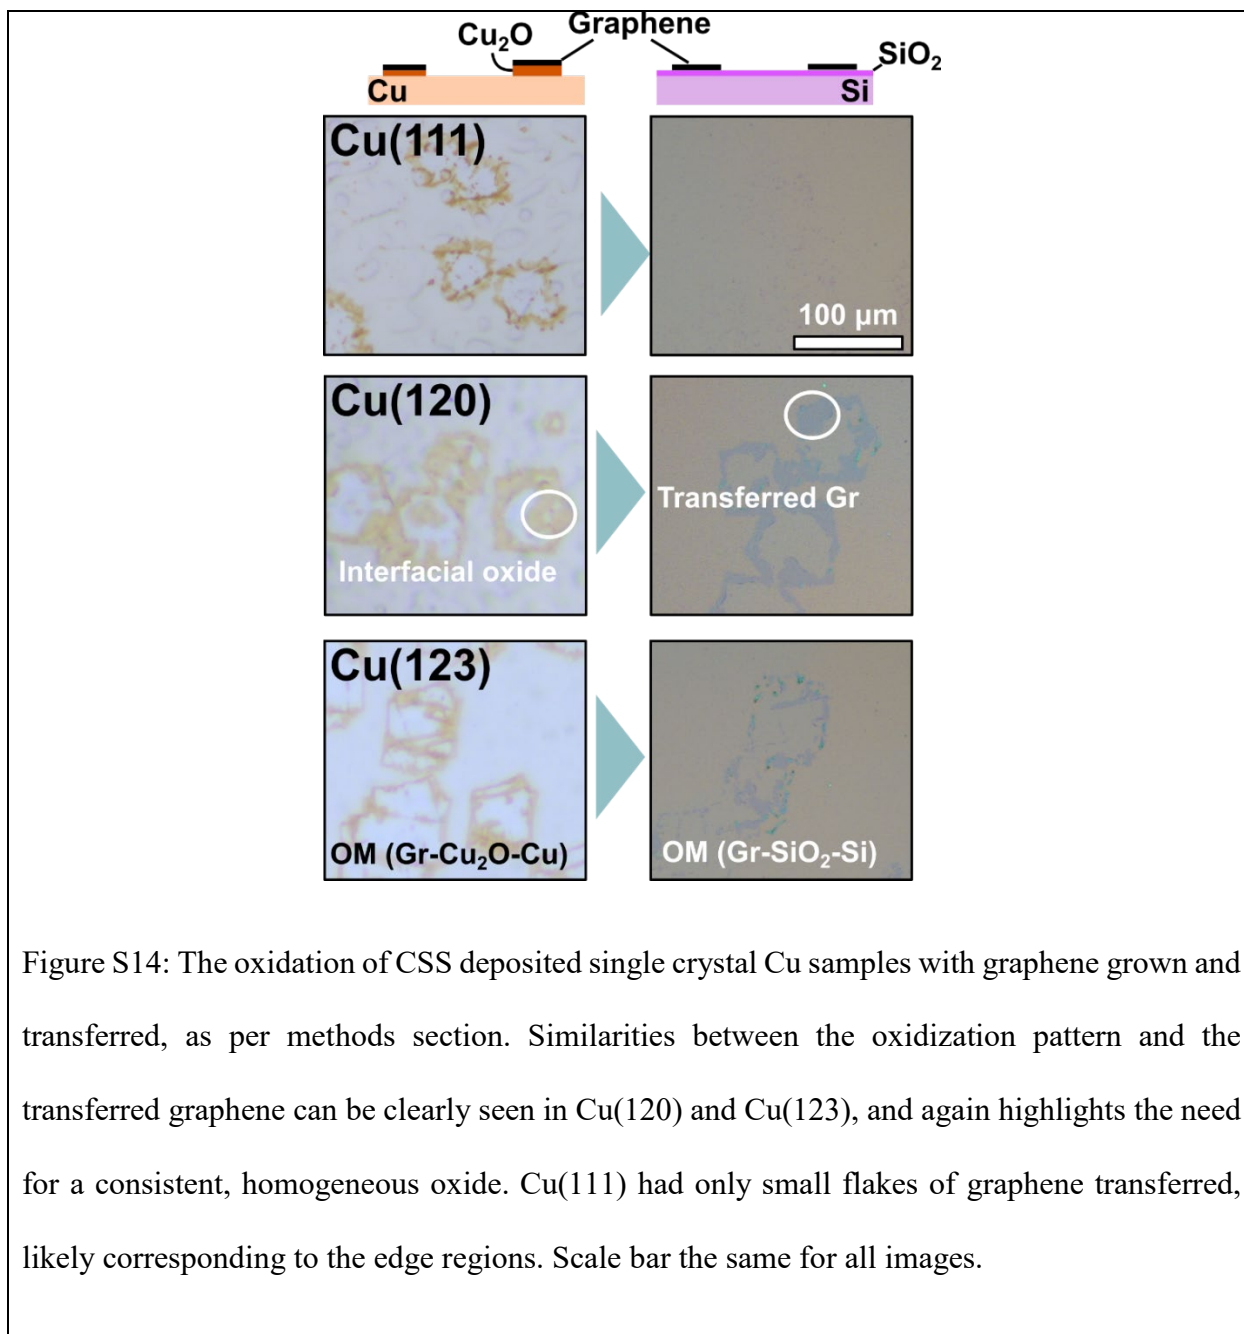 Cu₂O
Graphene
SiO₂
Cu
Si
Cu(111)
100 µm
Cu(120)
Transferred Gr
Interfacial oxide
Cu(123)
OM (Gr-Cu₂O-Cu)
OM (Gr-SiO₂-Si)
Figure S14: The oxidation of CSS deposited single crystal Cu samples with graphene grown and
transferred, as per methods section. Similarities between the oxidization pattern and the
transferred graphene can be clearly seen in Cu(120) and Cu(123), and again highlights the need
for a consistent, homogeneous oxide. Cu(111) had only small flakes of graphene transferred,
likely corresponding to the edge regions. Scale bar the same for all images.